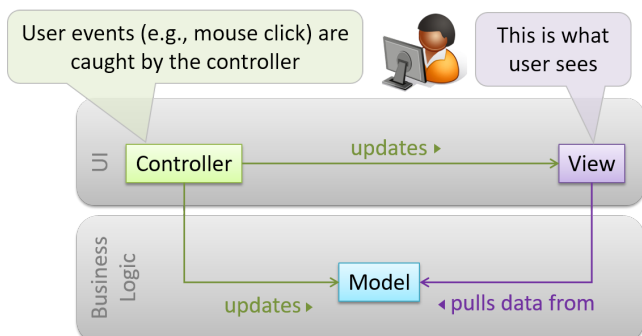 User events (e.g., mouse click) are
caught by the controller
This is what
user sees
UI
Controller
updates ▸
View
Business
Logic
Model
updates ▸
◂ pulls data from